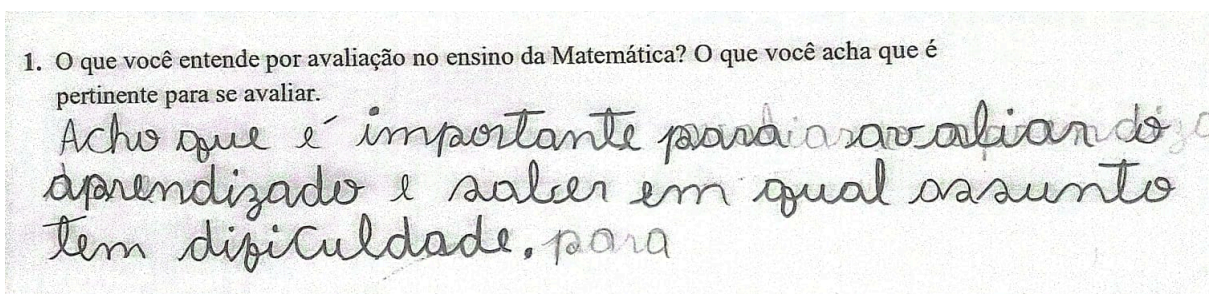 1. O que você entende por avaliação no ensino da Matemática? O que você acha que é
pertinente para se avaliar.
Acho que é importante para avaliar do
aprendizado e saber em qual assunto
tem dificuldade. para